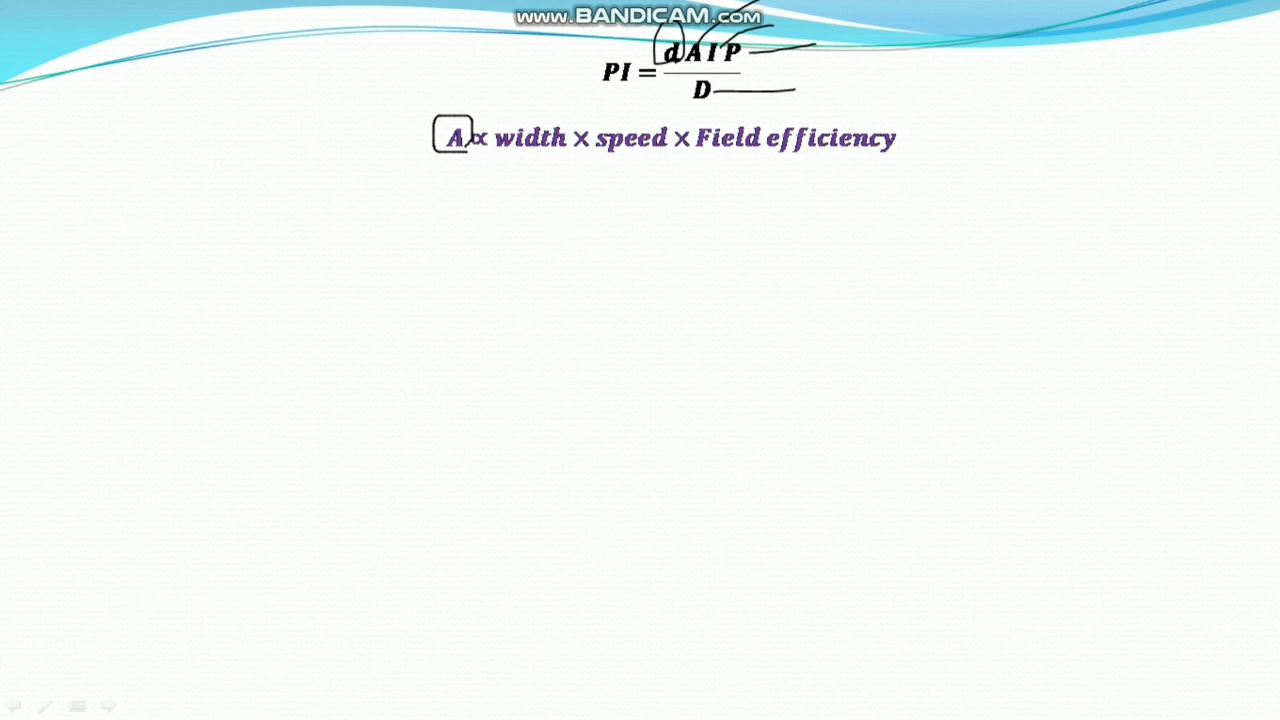 www.BANDICAM.com
PI = dAIP / D
A ∝ width × speed × Field efficiency